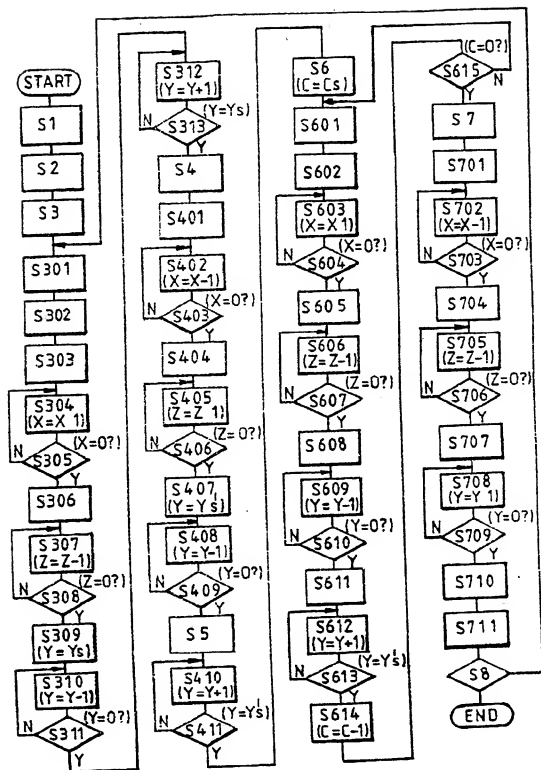 START
S1
S2
S3
S301
S302
S303
S304
(X=X 1)
S305
(X=0?)
N
Y
S306
S307
(Z=Z-1)
S308
(Z=0?)
N
Y
S309
(Y=Ys)
S310
(Y=Y-1)
S311
(Y=0?)
N
Y
S312
(Y=Y+1)
S313
(Y=Ys)
N
Y
S4
S401
S402
(X=X-1)
S403
(X=0?)
N
Y
S404
S405
(Z=Z 1)
S406
(Z=0?)
N
Y
S407
(Y=Ys')
S408
(Y=Y-1)
S409
(Y=0?)
N
Y
S5
S410
(Y=Y+1)
S411
(Y=Ys')
N
Y
S6
(C=Cs)
S601
S602
S603
(X=X 1)
S604
(X=0?)
N
Y
S605
S606
(Z=Z-1)
S607
(Z=0?)
N
Y
S608
S609
(Y=Y-1)
S610
(Y=0?)
N
Y
S611
S612
(Y=Y+1)
S613
(Y=Ys')
N
Y
S614
(C=C-1)
(C=0?)
S615
N
Y
S7
S701
S702
(X=X-1)
S703
(X=0?)
N
Y
S704
S705
(Z=Z-1)
S706
(Z=0?)
N
Y
S707
S708
(Y=Y 1)
S709
(Y=0?)
N
Y
S710
S711
S8
END